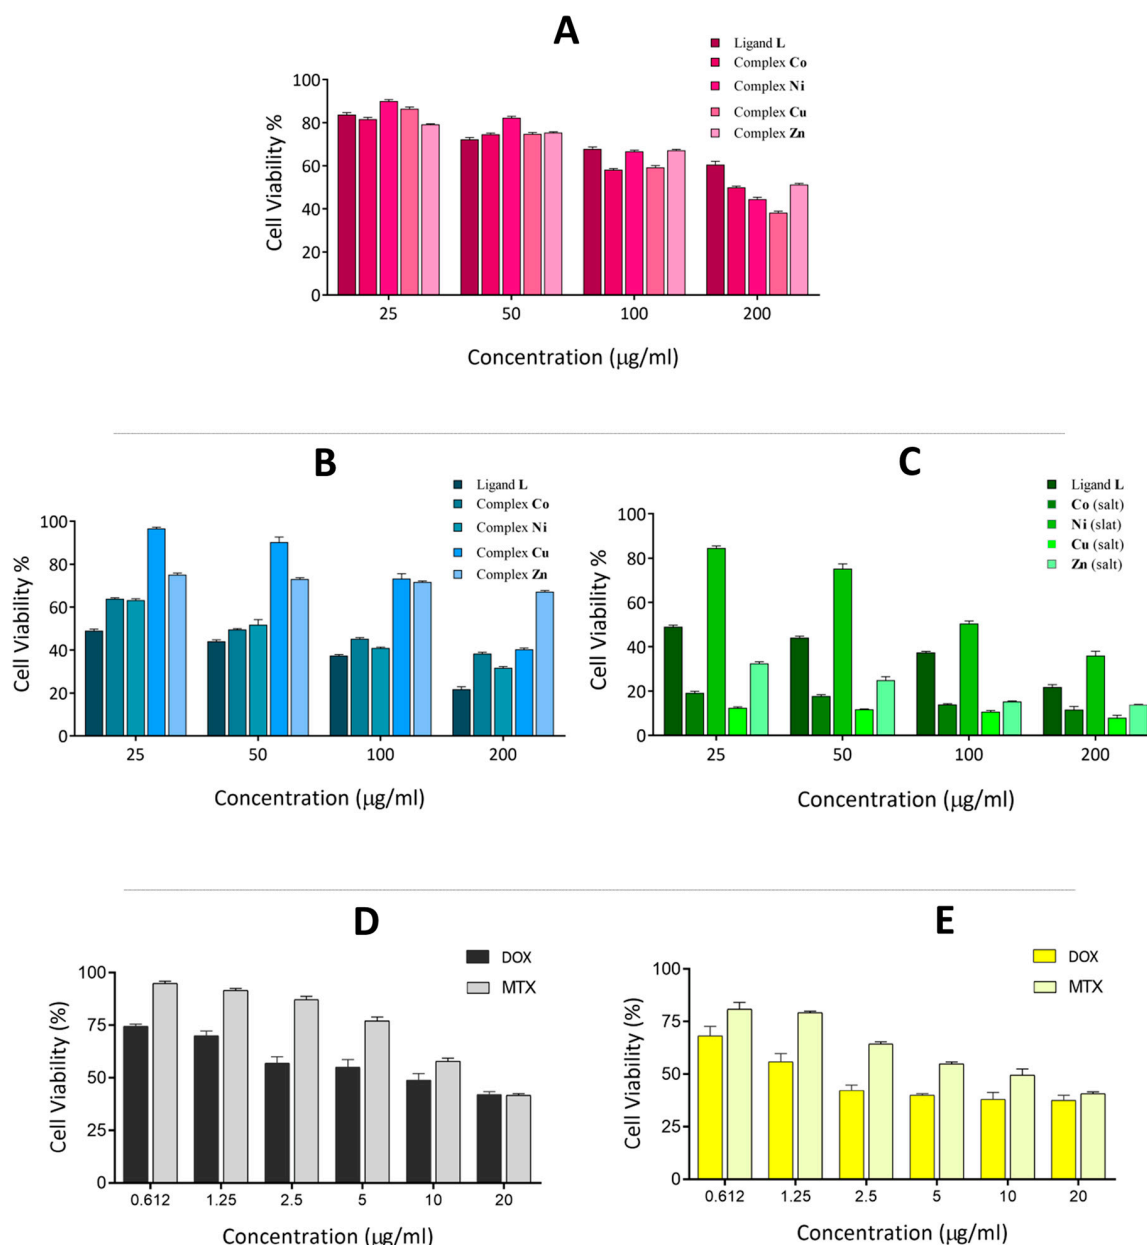 A
Ligand L
Complex Co
Complex Ni
Complex Cu
Complex Zn
Cell Viability %
100
80
60
40
20
0
25 50 100 200
Concentration (μg/ml)
B
Ligand L
Complex Co
Complex Ni
Complex Cu
Complex Zn
Cell Viability %
100
80
60
40
20
0
25 50 100 200
Concentration (μg/ml)
C
Ligand L
Co (salt)
Ni (slat)
Cu (salt)
Zn (salt)
Cell Viability %
100
80
60
40
20
0
25 50 100 200
Concentration (μg/ml)
D
DOX
MTX
Cell Viability (%)
100
75
50
25
0
0.612 1.25 2.5 5 10 20
Concentration (μg/ml)
E
DOX
MTX
Cell Viability (%)
100
75
50
25
0
0.612 1.25 2.5 5 10 20
Concentration (μg/ml)